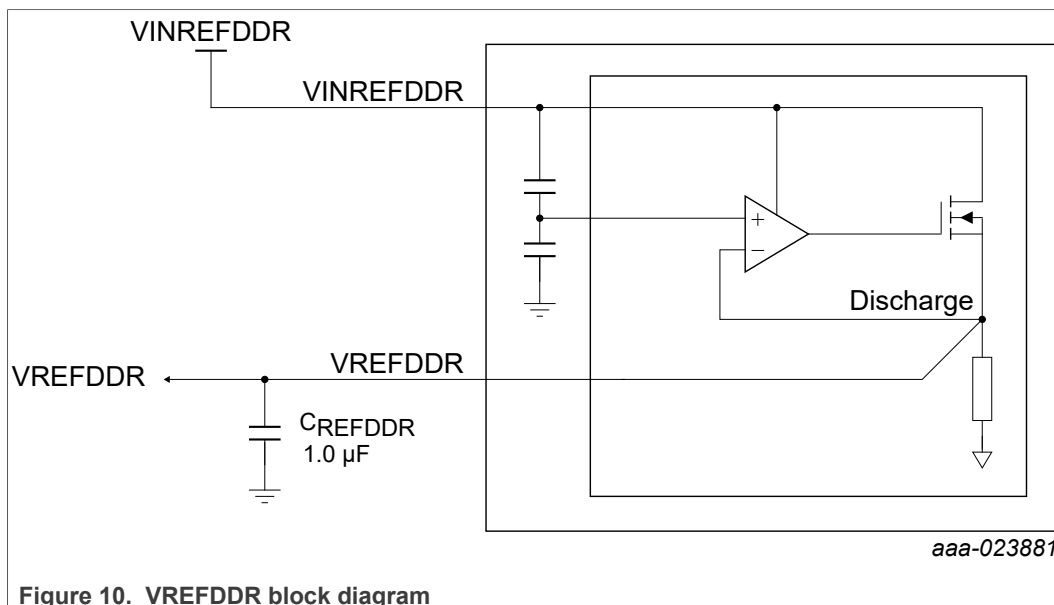 VINREFDDR
VINREFDDR
+
−
Discharge
VREFDDR
VREFDDR
CREFDDR
1.0 µF
aaa-023881
Figure 10. VREFDDR block diagram